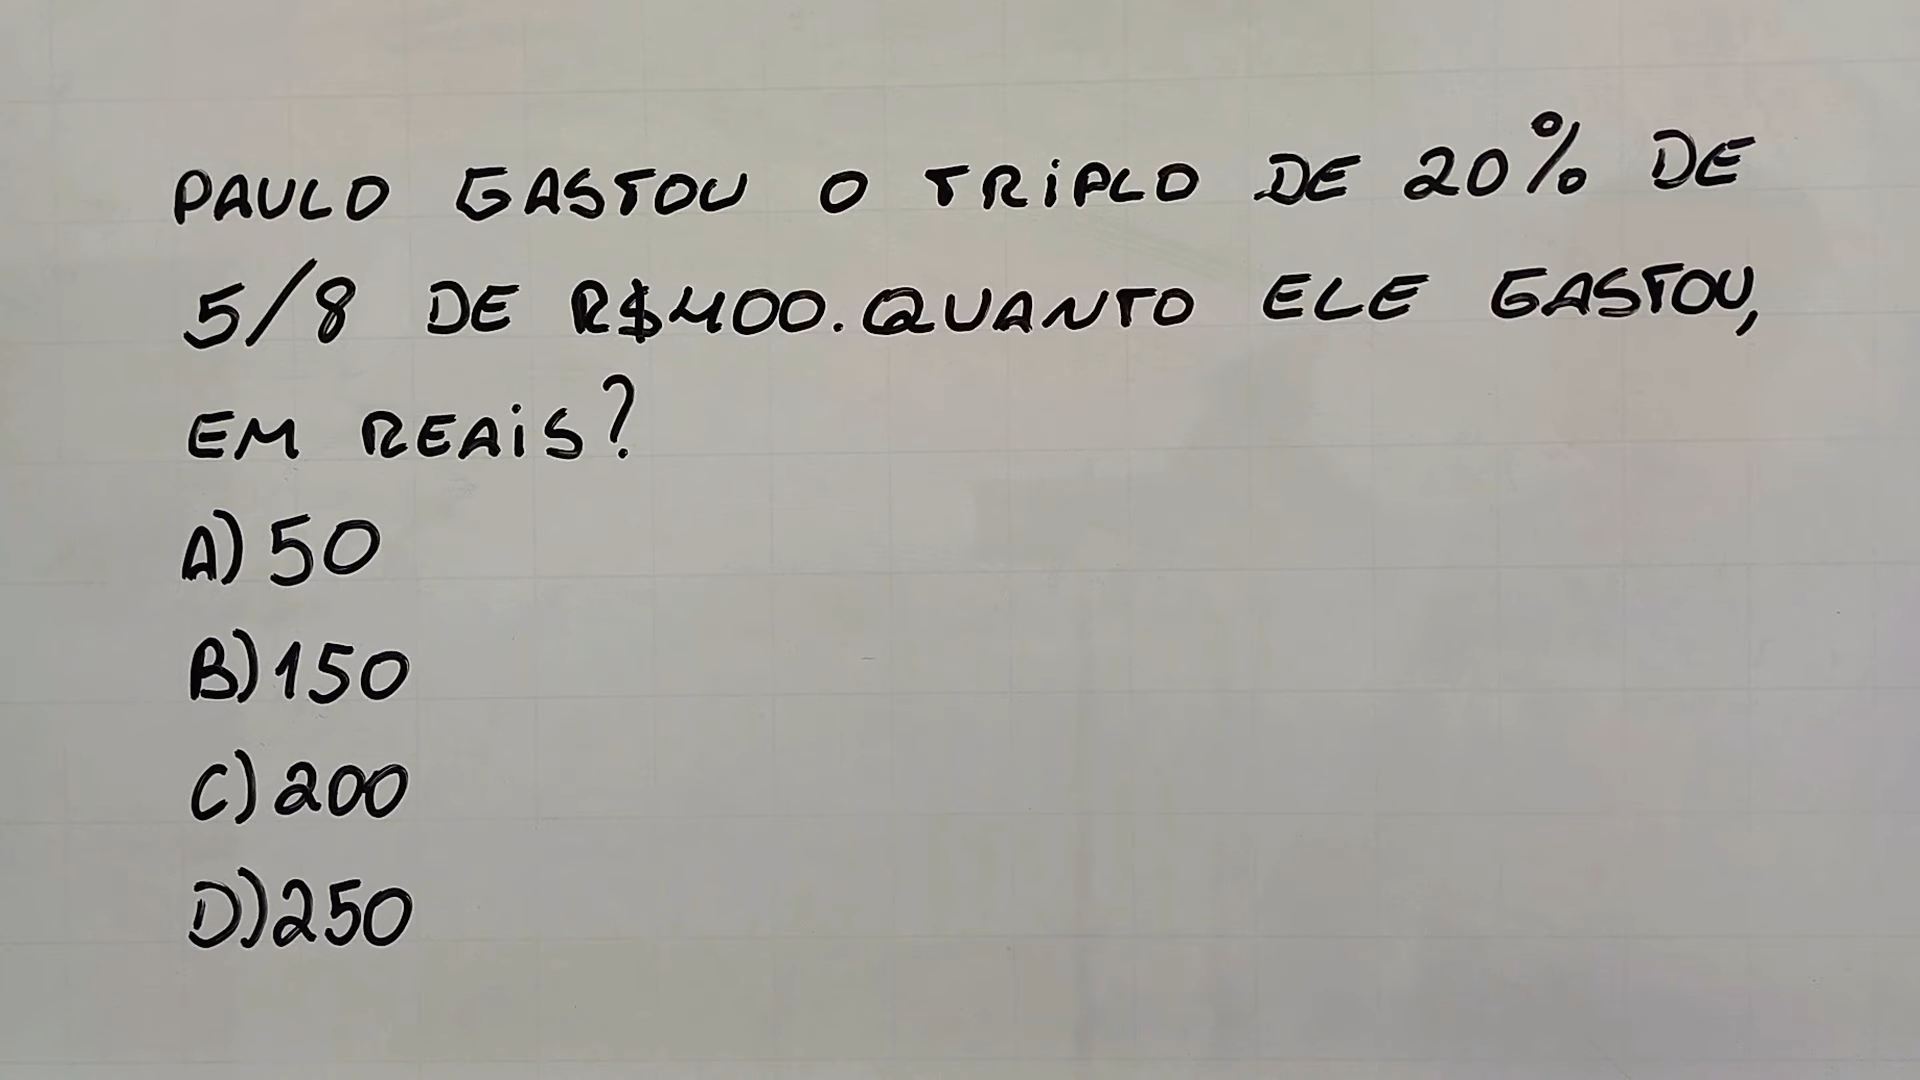 PAULO GASTOU O TRIPLO DE 20% DE
5/8 DE R$400. QUANTO ELE GASTOU,
EM REAIS?
A) 50
B) 150
C) 200
D) 250